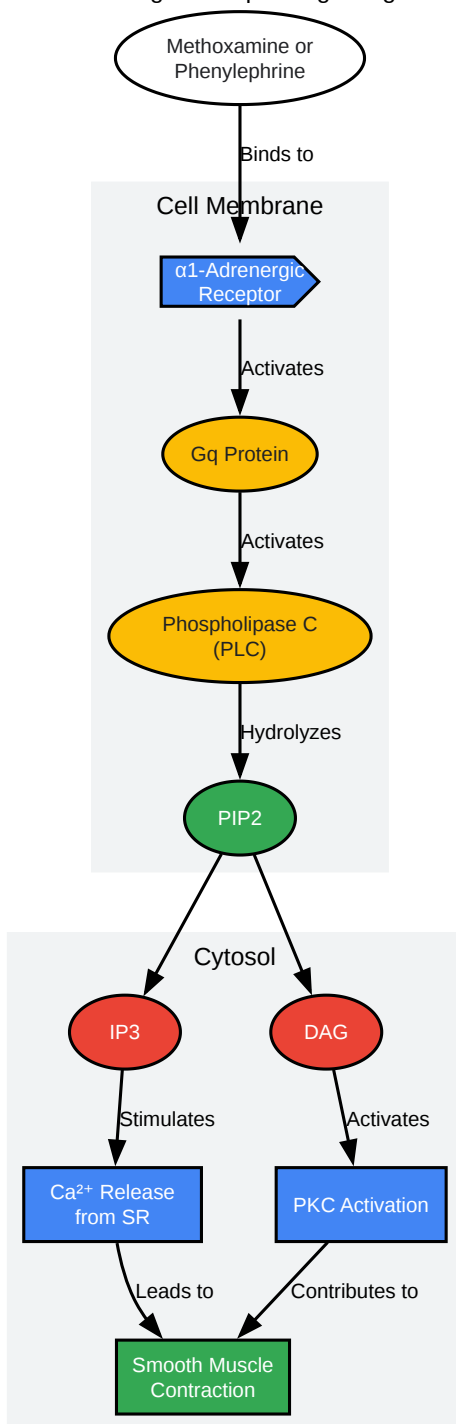 Methoxamine or
Phenylephrine
Binds to
Cell Membrane
α1-Adrenergic
Receptor
Activates
Gq Protein
Activates
Phospholipase C
(PLC)
Hydrolyzes
PIP2
Cytosol
IP3
DAG
Stimulates
Activates
Ca²⁺ Release
from SR
PKC Activation
Leads to
Contributes to
Smooth Muscle
Contraction